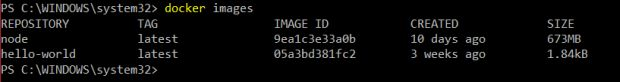 PS C:\WINDOWS\system32> docker images
REPOSITORY TAG IMAGE ID CREATED SIZE
node latest 9ea1c3e33a0b 10 days ago 673MB
hello-world latest 05a3bd381fc2 3 weeks ago 1.84kB
PS C:\WINDOWS\system32>